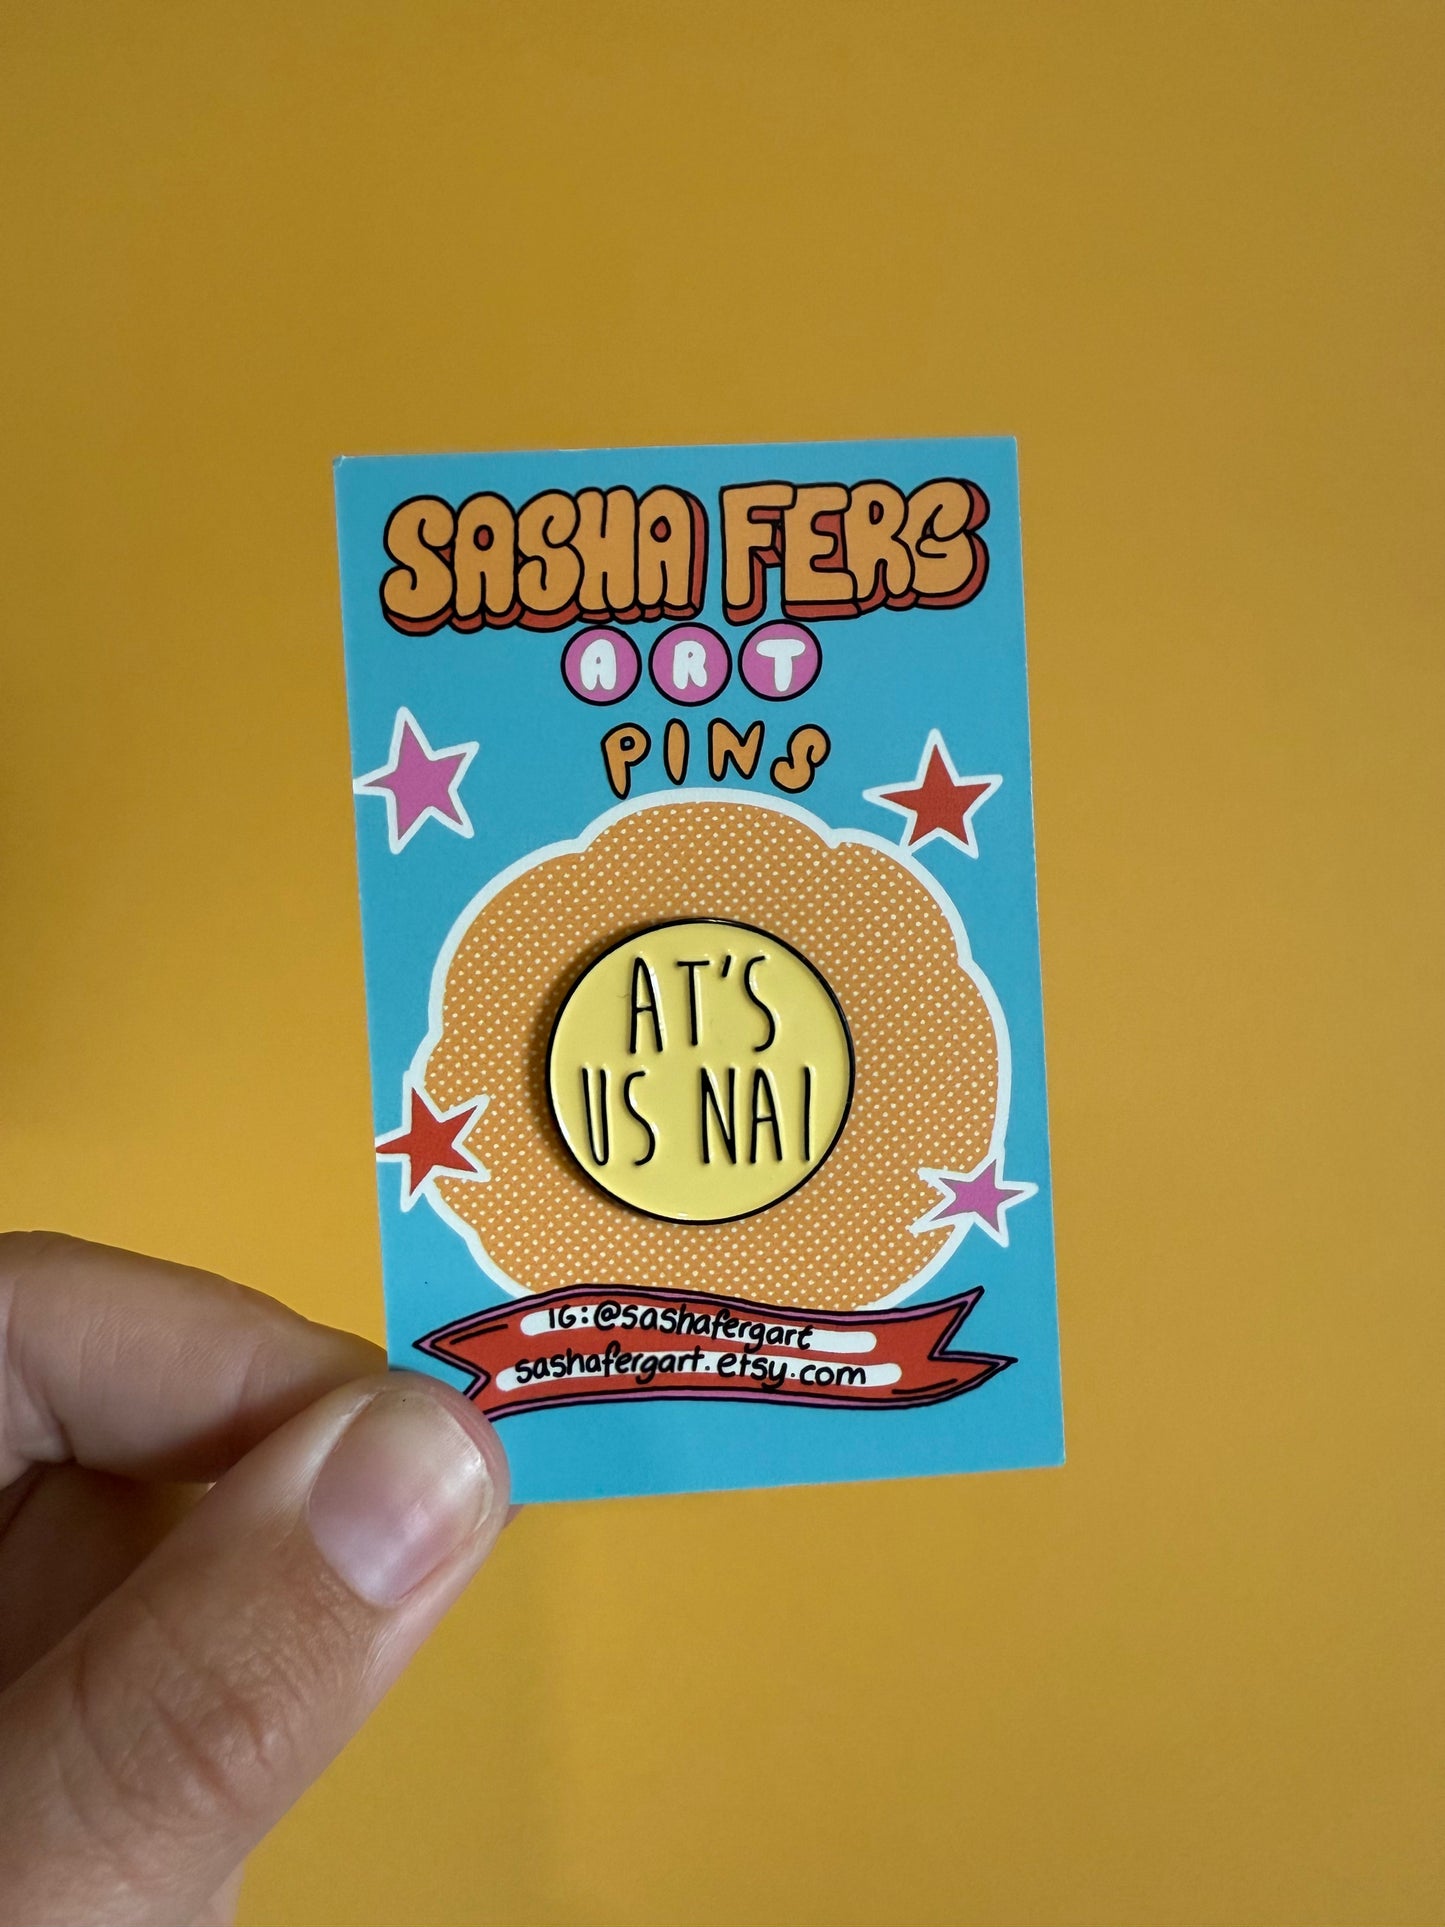 SASHA FERG
ART
PINS
AT'S
US NAI
IG: @sashafergart
sashafergart.etsy.com